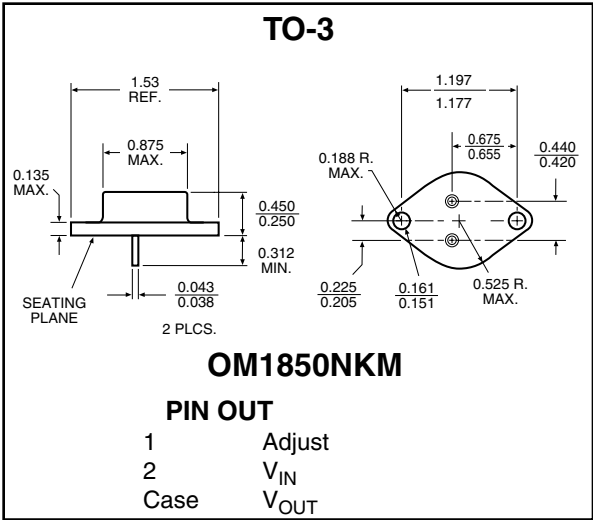 TO-3
1.53
REF.
0.875
MAX.
0.135
MAX.
0.450
0.250
0.312
MIN.
SEATING
PLANE
0.043
0.038
2 PLCS.
1.197
1.177
0.675
0.655
0.440
0.420
0.188 R.
MAX.
0.225
0.205
0.161
0.151
0.525 R.
MAX.
OM1850NKM
PIN OUT
1 Adjust
2 VIN
Case VOUT